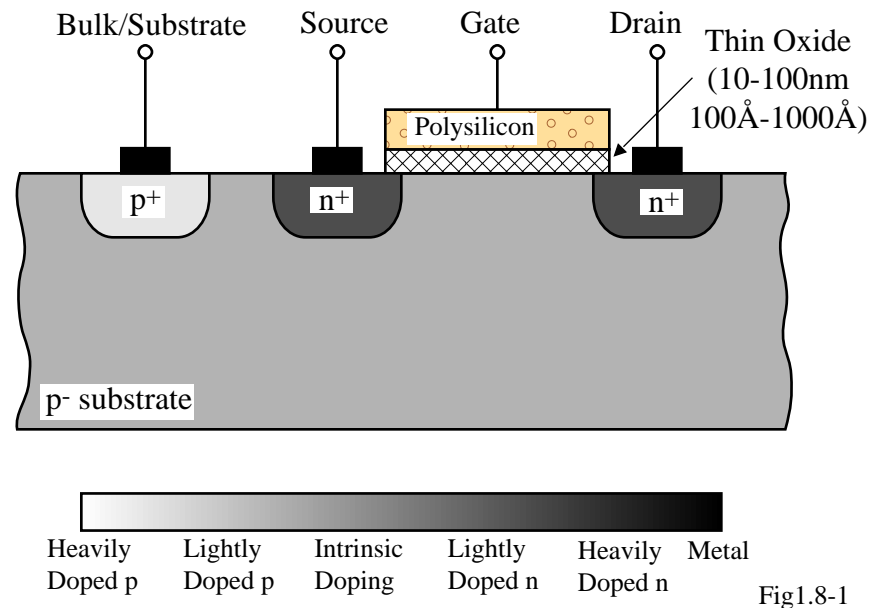 Bulk/Substrate Source Gate Drain
Thin Oxide
(10-100nm
100Å-1000Å)
Polysilicon
p+ n+ n+
p- substrate
Heavily Lightly Intrinsic Lightly Heavily Metal
Doped p Doped p Doping Doped n Doped n
Fig1.8-1